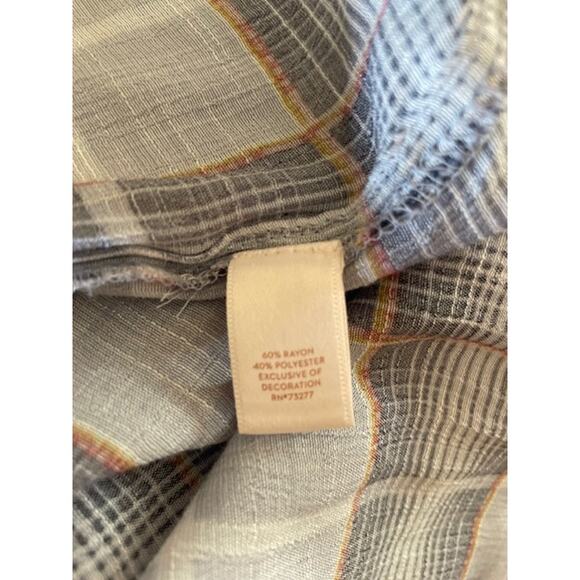 60% RAYON
40% POLYESTER
EXCLUSIVE OF
DECORATION
RN#73277